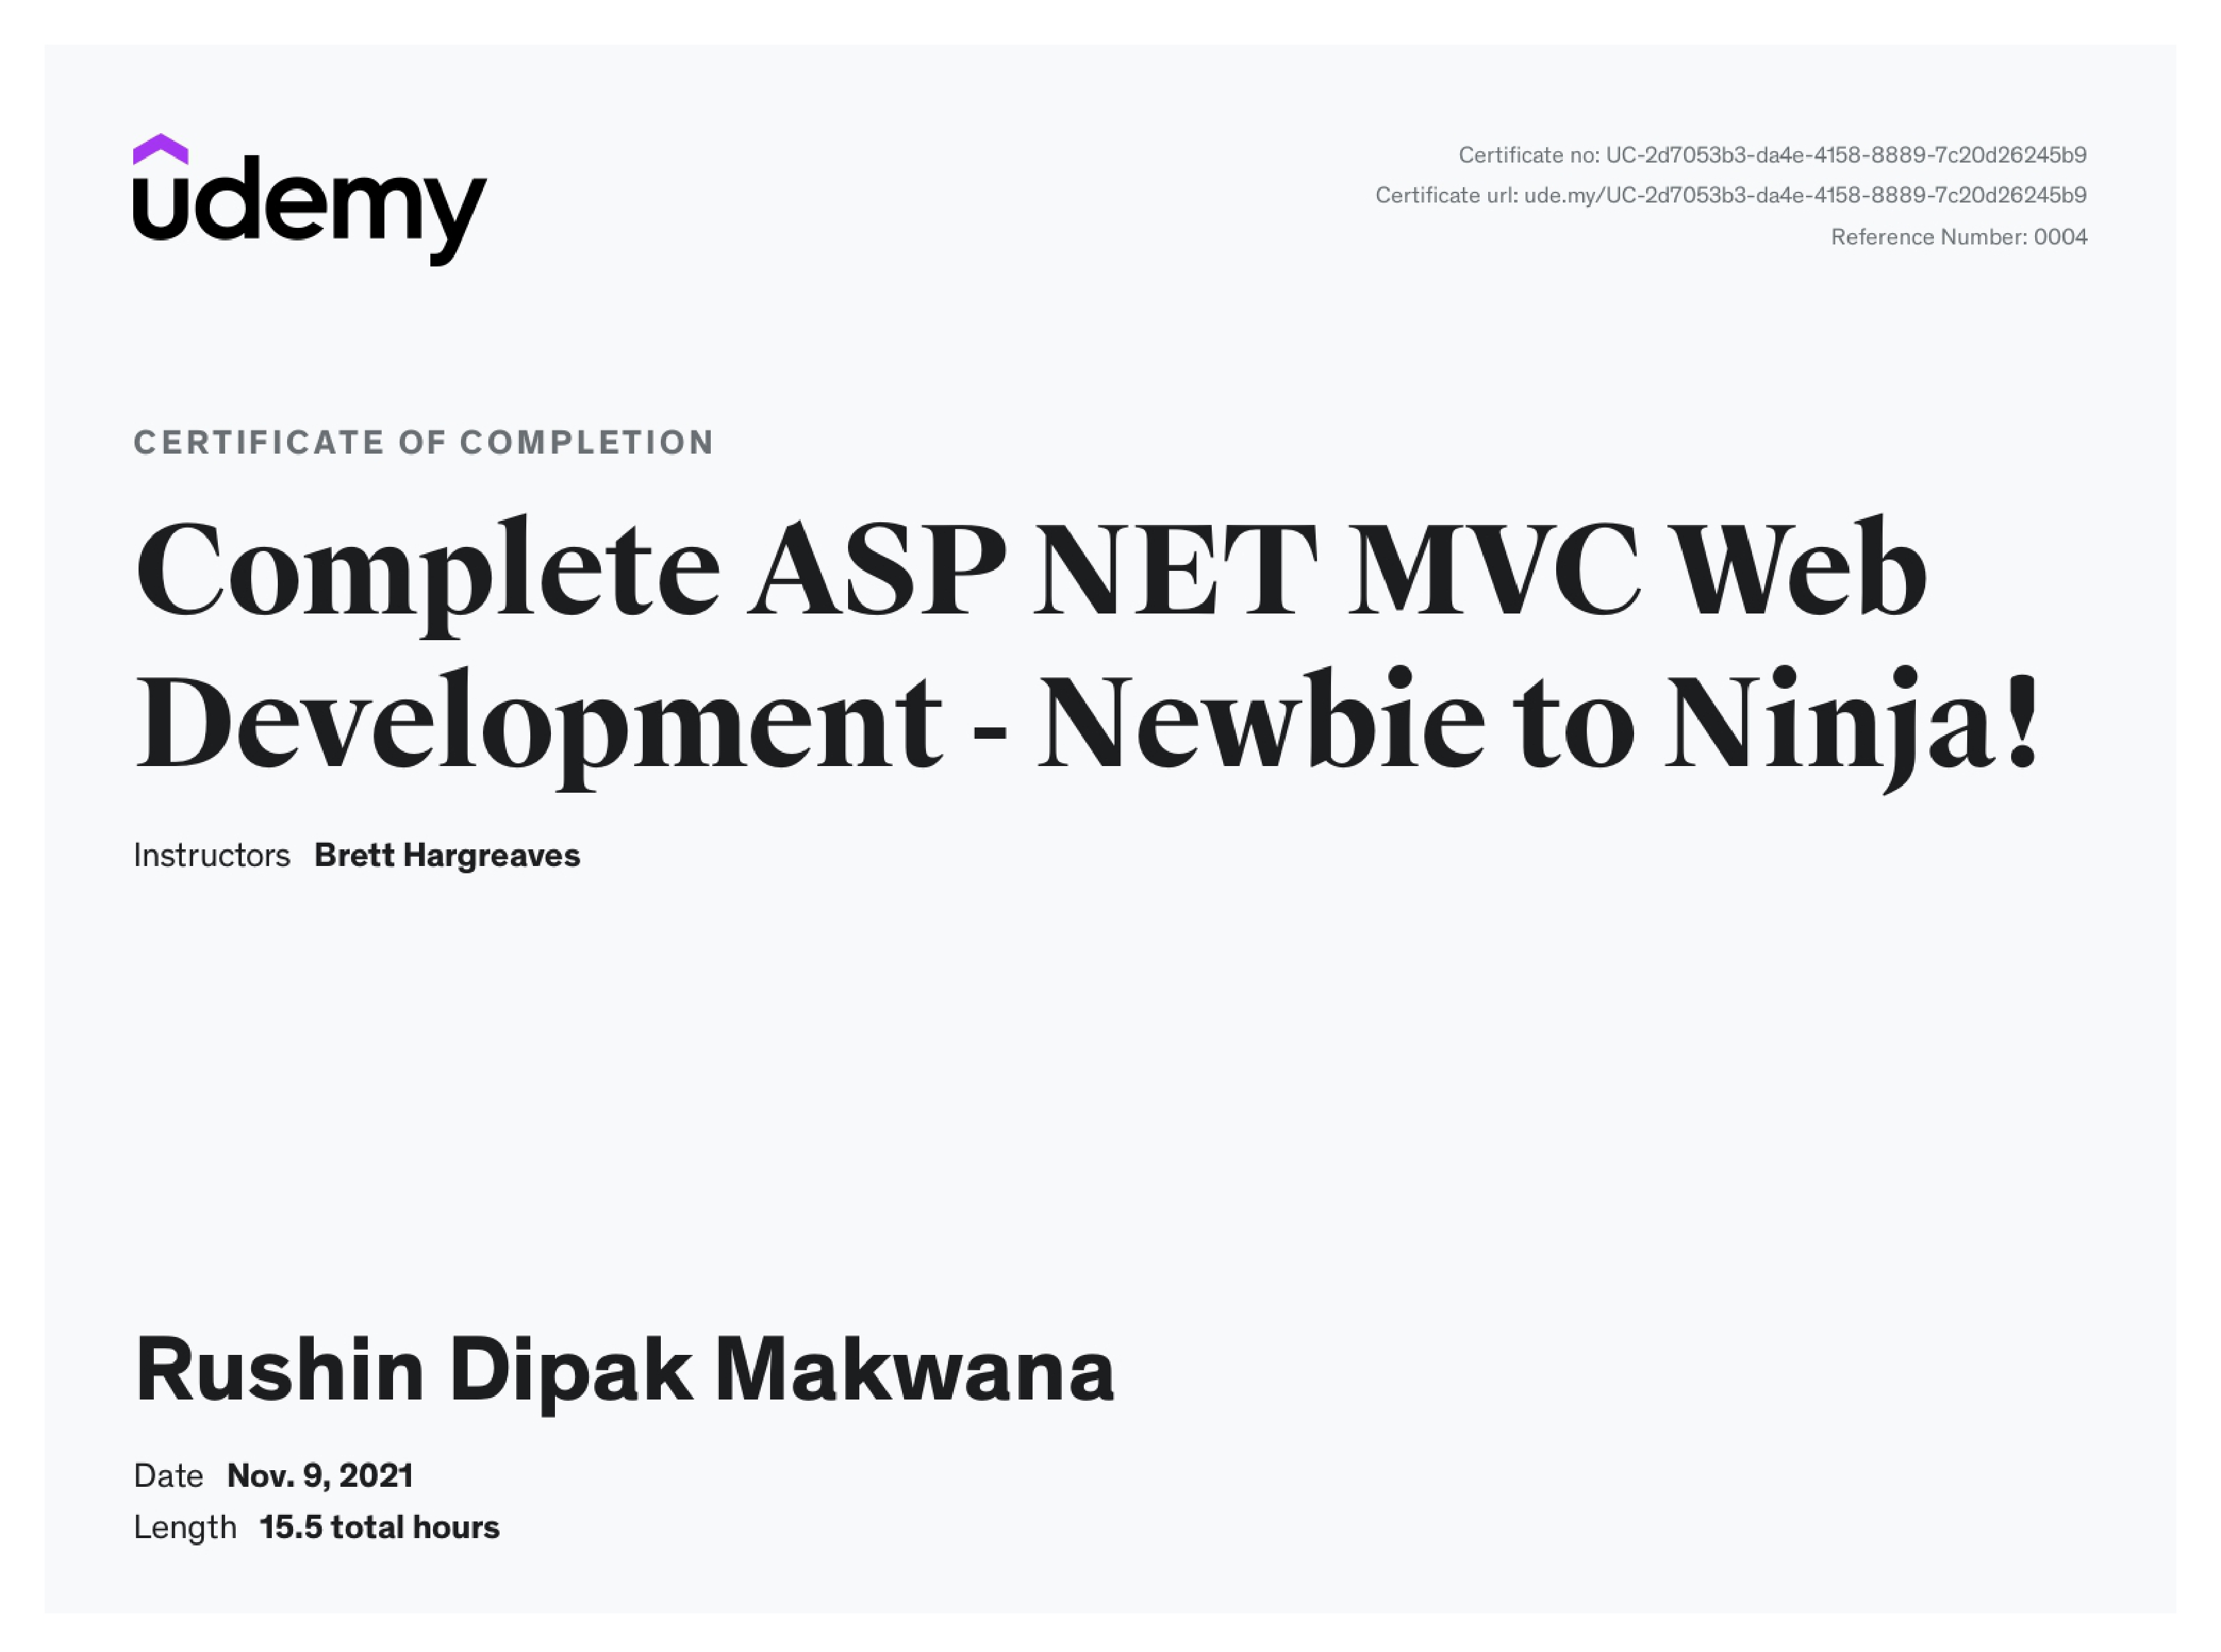 udemy
Certificate no: UC-2d7053b3-da4e-4158-8889-7c20d26245b9
Certificate url: ude.my/UC-2d7053b3-da4e-4158-8889-7c20d26245b9
Reference Number: 0004
CERTIFICATE OF COMPLETION
Complete ASP NET MVC Web
Development - Newbie to Ninja!
Instructors Brett Hargreaves
Rushin Dipak Makwana
Date Nov. 9, 2021
Length 15.5 total hours